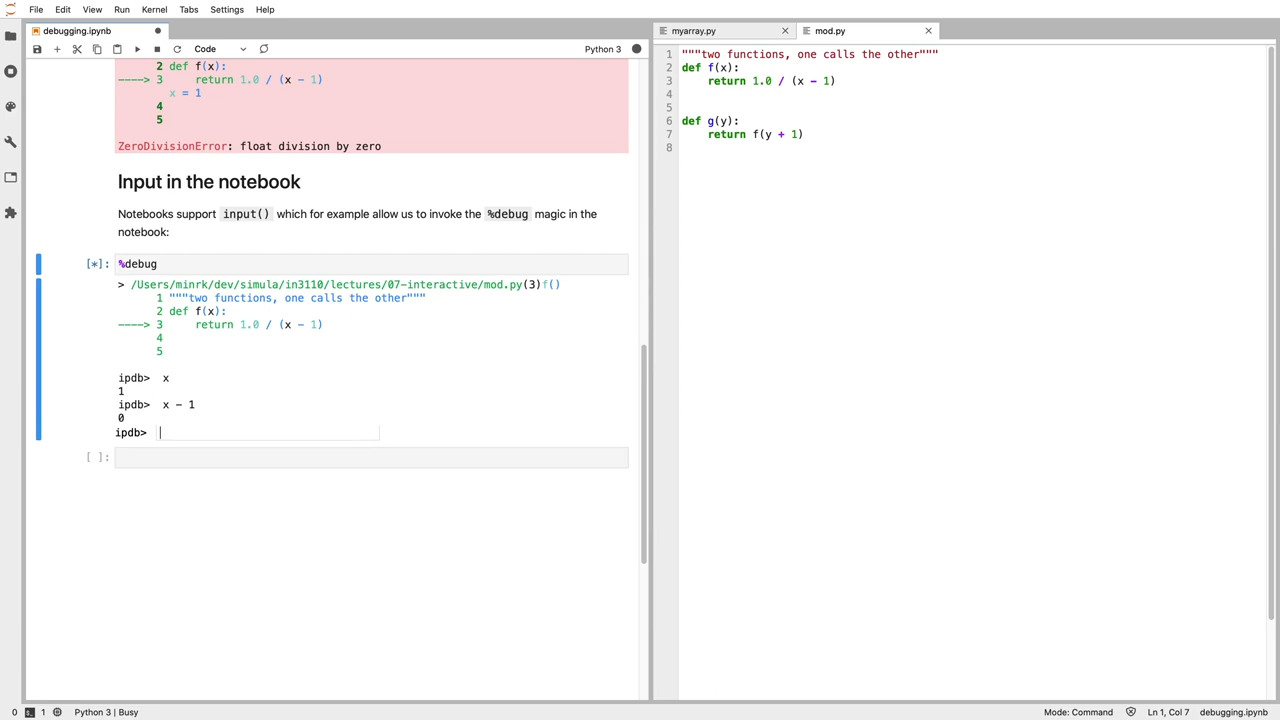 File Edit View Run Kernel Tabs Settings Help
debugging.ipynb
Code
Python 3
2 def f(x):
----> 3 return 1.0 / (x - 1)
x = 1
4
5
ZeroDivisionError: float division by zero
Input in the notebook
Notebooks support input() which for example allow us to invoke the %debug magic in the
notebook:
[*]: %debug
> /Users/minrk/dev/simula/in3110/lectures/07-interactive/mod.py(3)f()
1 """two functions, one calls the other"""
2 def f(x):
----> 3 return 1.0 / (x - 1)
4
5
ipdb> x
1
ipdb> x - 1
0
ipdb>
[ ]:
myarray.py
mod.py
1 """two functions, one calls the other"""
2 def f(x):
3 return 1.0 / (x - 1)
4
5
6 def g(y):
7 return f(y + 1)
8
0 1 Python 3 | Busy
Mode: Command Ln 1, Col 7 debugging.ipynb